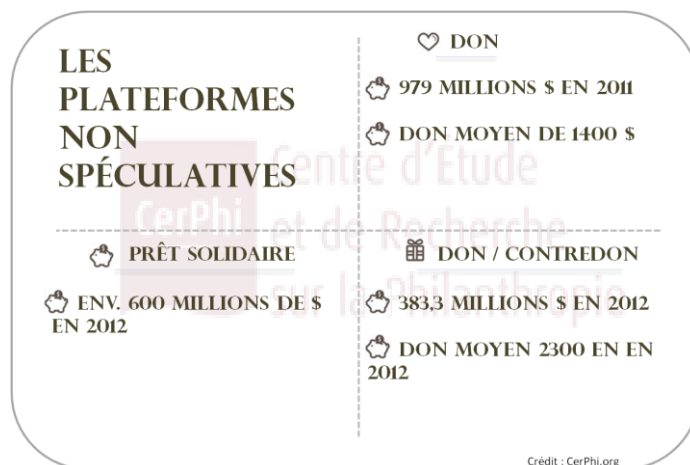 LES
PLATEFORMES
NON
SPÉCULATIVES
DON
979 MILLIONS $ EN 2011
DON MOYEN DE 1400 $
PRÊT SOLIDAIRE
ENV. 600 MILLIONS DE $
EN 2012
DON / CONTREDON
383,3 MILLIONS $ EN 2012
DON MOYEN 2300 EN EN
2012
CerPhi
Centre d'Etude
et de Recherche
sur la Philanthropie
Crédit : CerPhi.org